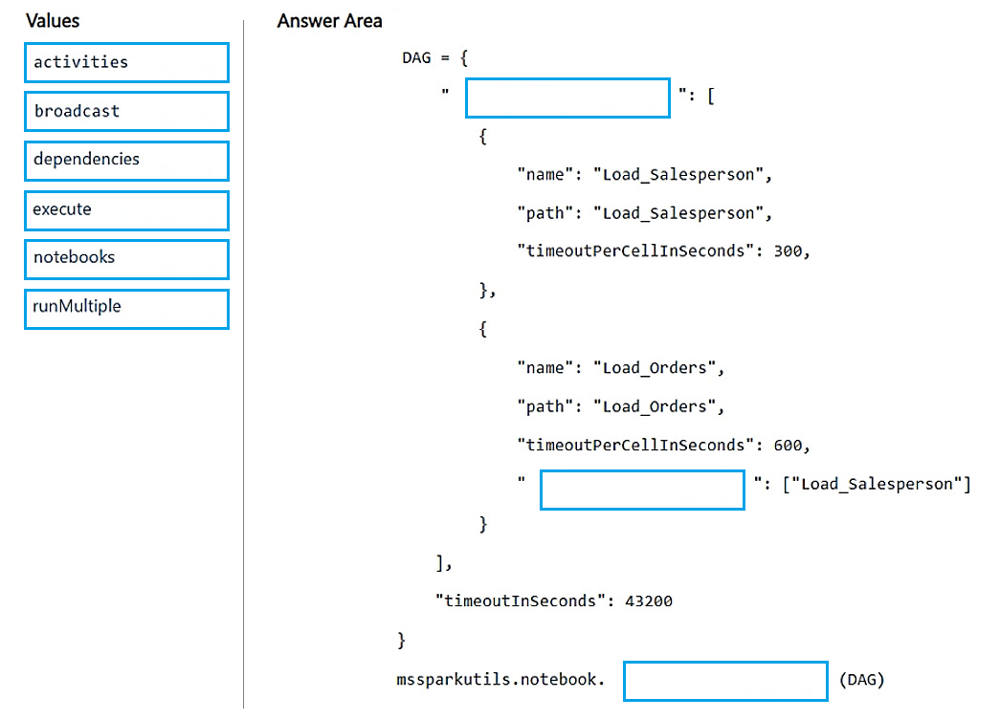 Values
activities
broadcast
dependencies
execute
notebooks
runMultiple
Answer Area
DAG = {
" ": [
{
"name": "Load_Salesperson",
"path": "Load_Salesperson",
"timeoutPerCellInSeconds": 300,
},
{
"name": "Load_Orders",
"path": "Load_Orders",
"timeoutPerCellInSeconds": 600,
" ": ["Load_Salesperson"]
}
],
"timeoutInSeconds": 43200
}
mssparkutils.notebook. (DAG)